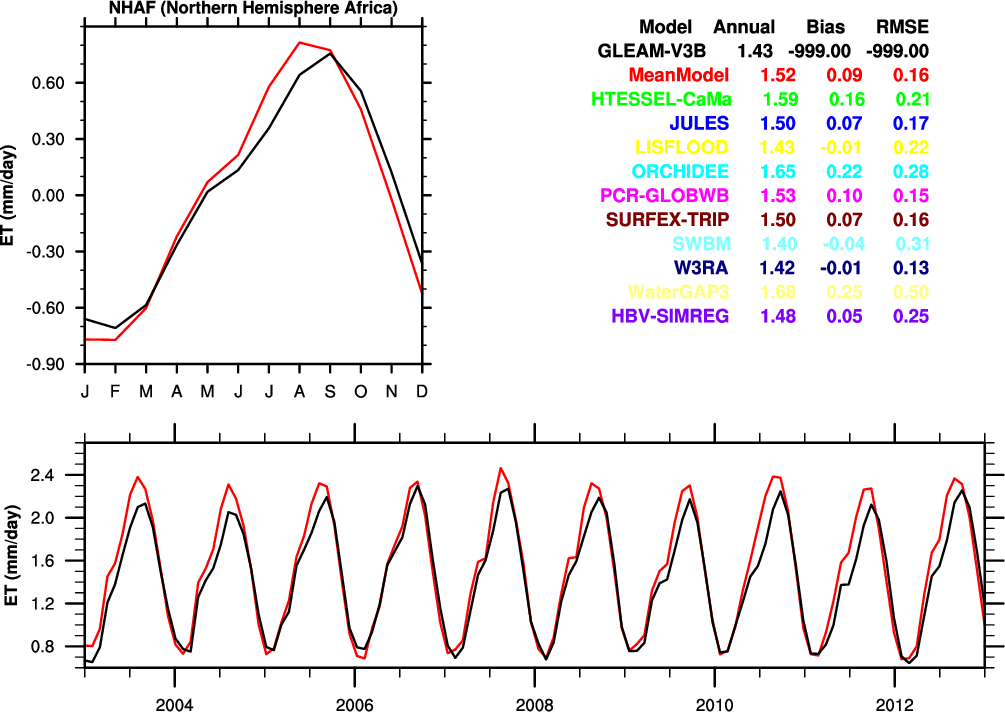 NHAF (Northern Hemisphere Africa)
ET (mm/day)
0.60
0.30
0.00
-0.30
-0.60
-0.90
J F M A M J J A S O N D
Model Annual Bias RMSE
GLEAM-V3B 1.43 -999.00 -999.00
MeanModel 1.52 0.09 0.16
HTESSEL-CaMa 1.59 0.16 0.21
JULES 1.50 0.07 0.17
LISFLOOD 1.43 -0.01 0.22
ORCHIDEE 1.65 0.22 0.28
PCR-GLOBWB 1.53 0.10 0.15
SURFEX-TRIP 1.50 0.07 0.16
SWBM 1.40 -0.04 0.31
W3RA 1.42 -0.01 0.13
WaterGAP3 1.68 0.25 0.50
HBV-SIMREG 1.48 0.05 0.25
ET (mm/day)
2.4
2.0
1.6
1.2
0.8
2004 2006 2008 2010 2012